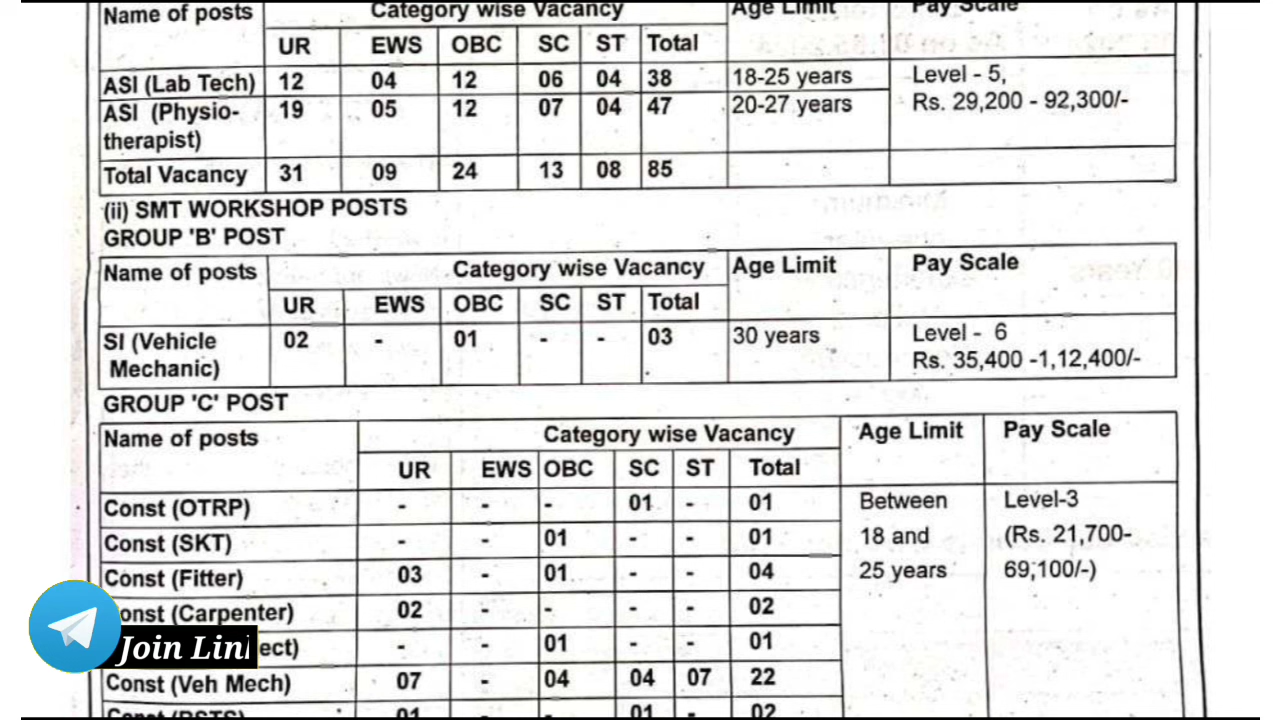 Name of posts Category wise Vacancy Age Limit Pay Scale
UR EWS OBC SC ST Total
ASI (Lab Tech) 12 04 12 06 04 38 18-25 years Level - 5,
ASI (Physio- 19 05 12 07 04 47 20-27 years Rs. 29,200 - 92,300/-
therapist)
Total Vacancy 31 09 24 13 08 85
(ii) SMT WORKSHOP POSTS
GROUP 'B' POST
Name of posts Category wise Vacancy Age Limit Pay Scale
UR EWS OBC SC ST Total
SI (Vehicle 02 - 01 - - 03 30 years Level - 6
Mechanic) Rs. 35,400 -1,12,400/-
GROUP 'C' POST
Name of posts Category wise Vacancy Age Limit Pay Scale
UR EWS OBC SC ST Total
Const (OTRP) - - - 01 - 01 Between Level-3
Const (SKT) - - 01 - - 01 18 and (Rs. 21,700-
Const (Fitter) 03 - 01 - - 04 25 years 69,100/-)
Const (Carpenter) 02 - - - - 02
ect) - - 01 - - 01
Join Lin
Const (Veh Mech) 07 - 04 04 07 22
Const (BSTS) 01 - - 01 - 02